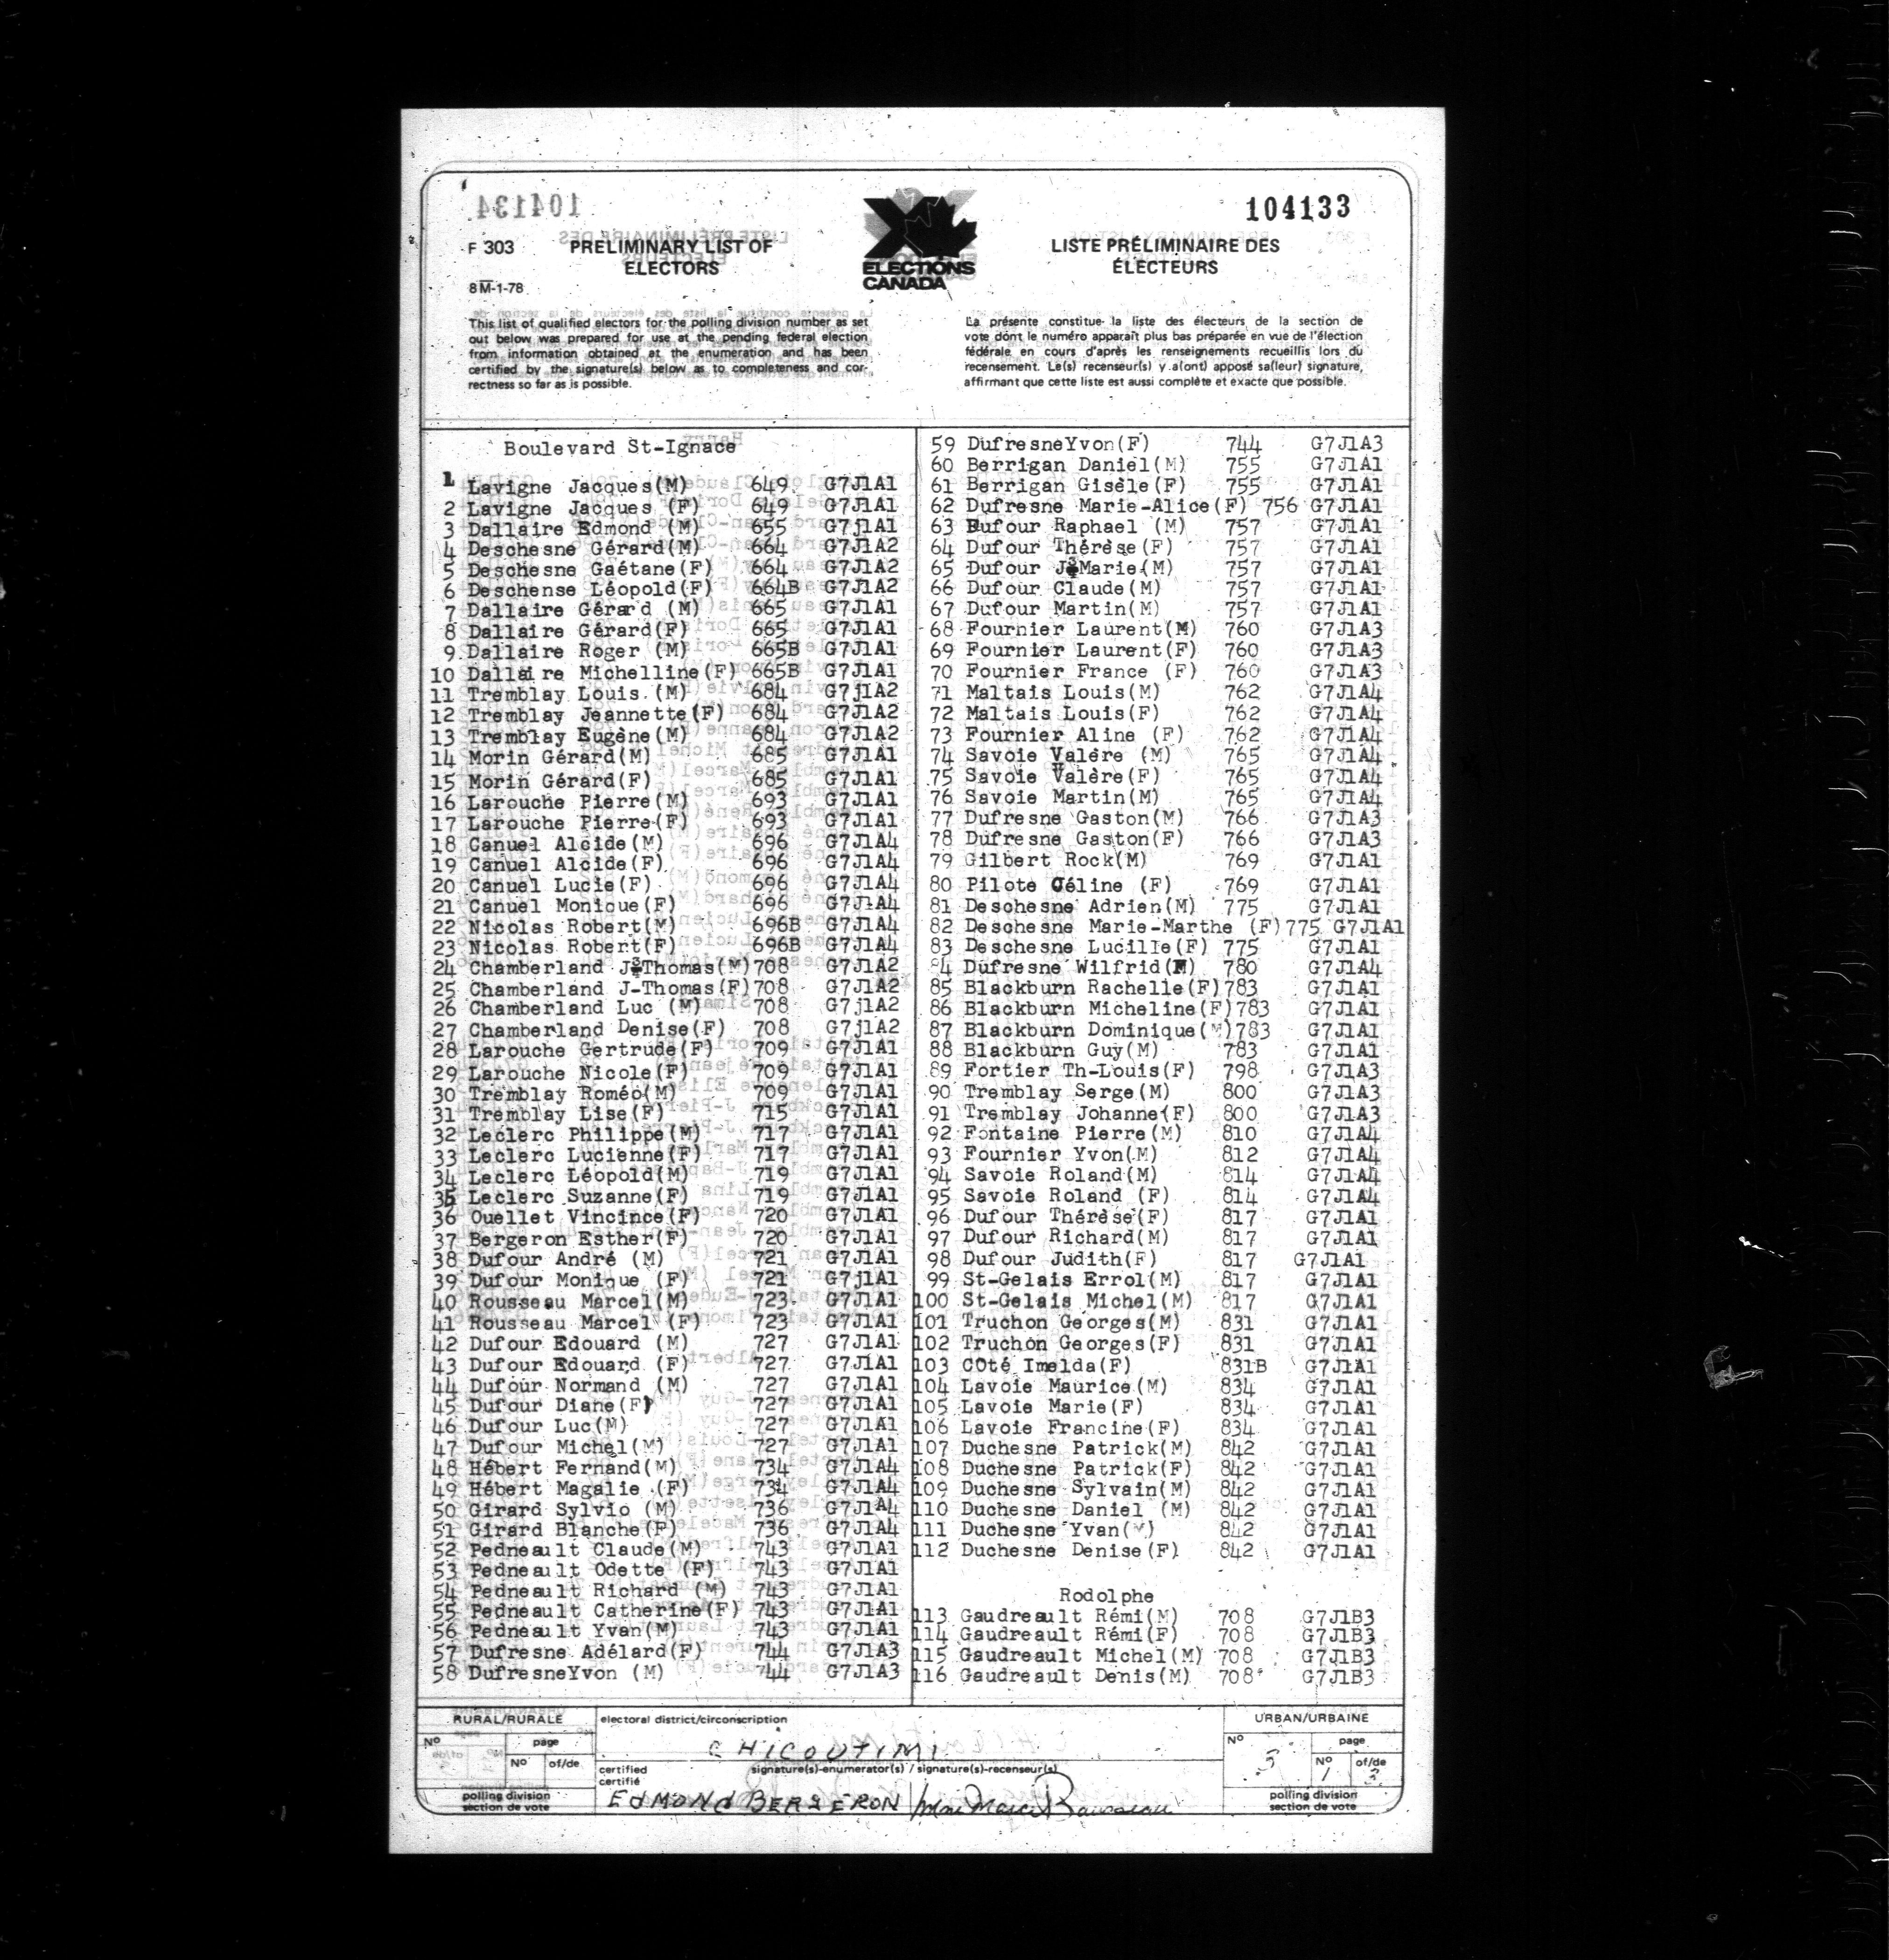 104133
F 303
PRELIMINARY LIST OF
ELECTORS
8M-1-78
ELECTIONS
CANADA
LISTE PRÉLIMINAIRE DES
ÉLECTEURS
This list of qualified electors for the polling division number as set
out below was prepared for use at the pending federal election
from information obtained at the enumeration and has been
certified by the signature(s) below as to completeness and cor-
rectness so far as is possible.
La présente constitue la liste des électeurs de la section de
vote dont le numéro apparaît plus bas préparée en vue de l'élection
fédérale en cours d'après les renseignements recueillis lors du
recensement. Le(s) recenseur(s) y a(ont) apposé sa(leur) signature,
affirmant que cette liste est aussi complète et exacte que possible.
Boulevard St-Ignace
1 Lavigne Jacques(M) 649 G7J1A1
2 Lavigne Jacques (F) 649 G7J1A1
3 Dallaire Edmond (M) 655 G7j1A1
4 Deschesne Gérard(M) 664 G7J1A2
5 Deschesne Gaétane(F) 664 G7J1A2
6 Deschense Léopold(F) 664B G7J1A2
7 Dallaire Gérard (M) 665 G7J1A1
8 Dallaire Gérard(F) 665 G7J1A1
9 Dallaire Roger (M) 665B G7J1A1
10 Dallaire Michelline(F) 665B G7J1A1
11 Tremblay Louis (M) 684 G7j1A2
12 Tremblay Jeannette(F) 684 G7J1A2
13 Tremblay Eugène(M) 684 G7J1A2
14 Morin Gérard(M) 685 G7J1A1
15 Morin Gérard(F) 685 G7J1A1
16 Larouche Pierre(M) 693 G7J1A1
17 Larouche Pierre(F) 693 G7J1A1
18 Canuel Alcide(M) 696 G7J1A4
19 Canuel Alcide(F) 696 G7J1A4
20 Canuel Lucie(F) 696 G7J1A4
21 Canuel Monique(F) 696 G7J1A4
22 Nicolas Robert(M) 696B G7J1A4
23 Nicolas Robert(F) 696B G7J1A4
24 Chamberland J-Thomas(M) 708 G7J1A2
25 Chamberland J-Thomas(F) 708 G7J1A2
26 Chamberland Luc (M) 708 G7j1A2
27 Chamberland Denise(F) 708 G7j1A2
28 Larouche Gertrude(F) 709 G7J1A1
29 Larouche Nicole(F) 709 G7J1A1
30 Tremblay Roméo(M) 709 G7J1A1
31 Tremblay Lise(F) 715 G7J1A1
32 Leclerc Philippe(M) 717 G7J1A1
33 Leclerc Lucienne(F) 717 G7J1A1
34 Leclerc Léopold(M) 719 G7J1A1
35 Leclerc Suzanne(F) 719 G7J1A1
36 Ouellet Vincince(F) 720 G7J1A1
37 Bergeron Esther(F) 720 G7J1A1
38 Dufour André (M) 721 G7J1A1
39 Dufour Monique (F) 721 G7j1A1
40 Rousseau Marcel(M) 723 G7J1A1
41 Rousseau Marcel (F) 723 G7J1A1
42 Dufour Edouard (M) 727 G7J1A1
43 Dufour Edouard (F) 727 G7J1A1
44 Dufour Normand (M) 727 G7J1A1
45 Dufour Diane(F) 727 G7J1A1
46 Dufour Luc(M) 727 G7J1A1
47 Dufour Michel(M) 727 G7J1A1
48 Hébert Fernand(M) 734 G7J1A4
49 Hébert Magalie (F) 734 G7J1A4
50 Girard Sylvio (M) 736 G7J1A4
51 Girard Blanche(F) 736 G7J1A4
52 Pedneault Claude(M) 743 G7J1A1
53 Pedneault Odette (F) 743 G7J1A1
54 Pedneault Richard (M) 743 G7J1A1
55 Pedneault Catherine(F) 743 G7J1A1
56 Pedneault Yvan(M) 743 G7J1A1
57 Dufresne Adélard(F) 744 G7J1A3
58 DufresneYvon (M) 744 G7J1A3
59 DufresneYvon(F) 744 G7J1A3
60 Berrigan Daniel(M) 755 G7J1A1
61 Berrigan Gisèle(F) 755 G7J1A1
62 Dufresne Marie-Alice(F) 756 G7J1A1
63 Dufour Raphael (M) 757 G7J1A1
64 Dufour Thérèse(F) 757 G7J1A1
65 Dufour J-Marie(M) 757 G7J1A1
66 Dufour Claude(M) 757 G7J1A1
67 Dufour Martin(M) 757 G7J1A1
68 Fournier Laurent(M) 760 G7J1A3
69 Fournier Laurent(F) 760 G7J1A3
70 Fournier France (F) 760 G7J1A3
71 Maltais Louis(M) 762 G7J1A4
72 Maltais Louis(F) 762 G7J1A4
73 Fournier Aline (F) 762 G7J1A4
74 Savoie Valère (M) 765 G7J1A4
75 Savoie Valère(F) 765 G7J1A4
76 Savoie Martin(M) 765 G7J1A4
77 Dufresne Gaston(M) 766 G7J1A3
78 Dufresne Gaston(F) 766 G7J1A3
79 Gilbert Rock(M) 769 G7J1A1
80 Pilote Céline (F) 769 G7J1A1
81 Deschesne Adrien(M) 775 G7J1A1
82 Deschesne Marie-Marthe (F)775 G7J1A1
83 Deschesne Lucille(F) 775 G7J1A1
84 Dufresne Wilfrid(M) 780 G7J1A4
85 Blackburn Rachelle(F)783 G7J1A1
86 Blackburn Micheline(F)783 G7J1A1
87 Blackburn Dominique(M)783 G7J1A1
88 Blackburn Guy(M) 783 G7J1A1
89 Fortier Th-Louis(F) 798 G7J1A3
90 Tremblay Serge(M) 800 G7J1A3
91 Tremblay Johanne(F) 800 G7J1A3
92 Fontaine Pierre(M) 810 G7J1A4
93 Fournier Yvon(M) 812 G7J1A4
94 Savoie Roland(M) 814 G7J1A4
95 Savoie Roland (F) 814 G7J1A4
96 Dufour Thérèse(F) 817 G7J1A1
97 Dufour Richard(M) 817 G7J1A1
98 Dufour Judith(F) 817 G7J1A1
99 St-Gelais Errol(M) 817 G7J1A1
100 St-Gelais Michel(M) 817 G7J1A1
101 Truchon Georges(M) 831 G7J1A1
102 Truchon Georges(F) 831 G7J1A1
103 COté Imelda(F) 831B G7J1A1
104 Lavoie Maurice(M) 834 G7J1A1
105 Lavoie Marie(F) 834 G7J1A1
106 Lavoie Francine(F) 834 G7J1A1
107 Duchesne Patrick(M) 842 G7J1A1
108 Duchesne Patrick(F) 842 G7J1A1
109 Duchesne Sylvain(M) 842 G7J1A1
110 Duchesne Daniel (M) 842 G7J1A1
111 Duchesne Yvan(M) 842 G7J1A1
112 Duchesne Denise(F) 842 G7J1A1
Rodolphe
113 Gaudreault Rémi(M) 708 G7J1B3
114 Gaudreault Rémi(F) 708 G7J1B3
115 Gaudreault Michel(M) 708 G7J1B3
116 Gaudreault Denis(M) 708 G7J1B3
RURAL/RURALE
No
page
No of/de
polling division
section de vote
electoral district/circonscription
CHICOUTIMI
certified
certifié
signature(s)-enumerator(s) / signature(s)-recenseur(s)
EdMONd BERGERON Mme Marcel Rousseau
URBAN/URBAINE
No 5
page
No 1 of/de 3
polling division
section de vote